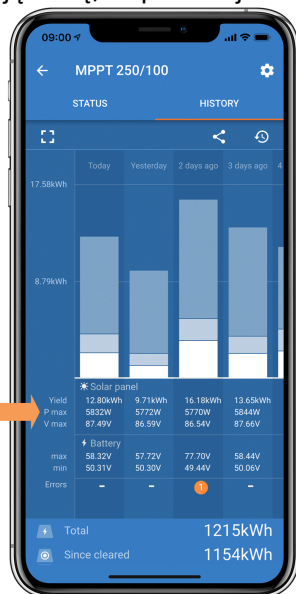 09:00
MPPT 250/100
STATUS HISTORY
Today Yesterday 2 days ago 3 days ago 4
17.58kWh
8.79kWh
Solar panel
Yield 12.80kWh 9.71kWh 16.18kWh 13.65kWh
P max 5832W 5772W 5770W 5844W
V max 87.49V 86.59V 86.54V 87.66V
Battery
max 58.32V 57.72V 77.70V 58.44V
min 50.31V 50.30V 49.44V 50.06V
Errors – – 1 –
Total 1215kWh
Since cleared 1154kWh